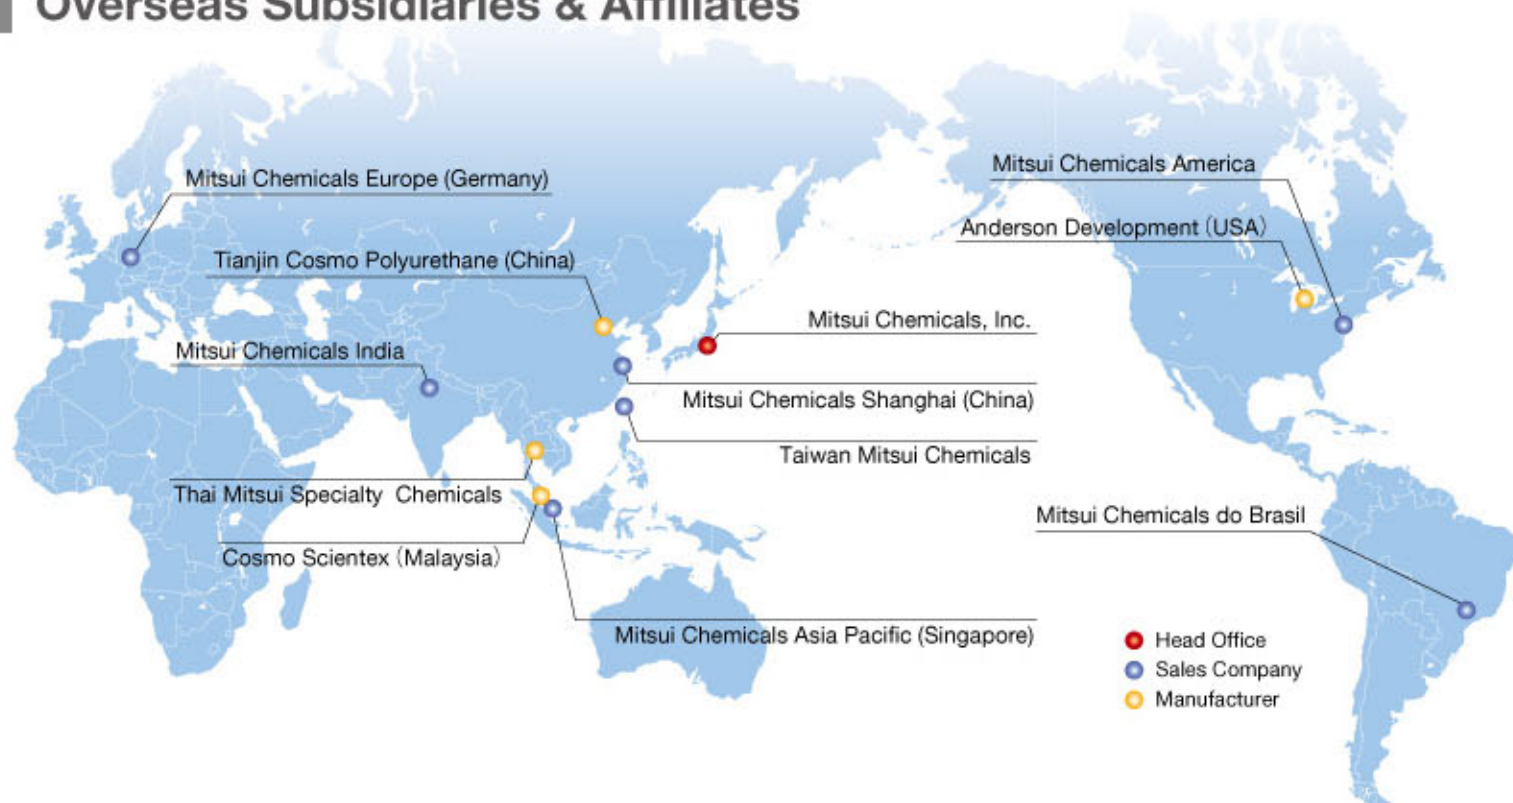 Overseas Subsidiaries & Affiliates
Mitsui Chemicals Europe (Germany)
Tianjin Cosmo Polyurethane (China)
Mitsui Chemicals India
Thai Mitsui Specialty Chemicals
Cosmo Scientex (Malaysia)
Mitsui Chemicals America
Anderson Development (USA)
Mitsui Chemicals, Inc.
Mitsui Chemicals Shanghai (China)
Taiwan Mitsui Chemicals
Mitsui Chemicals do Brasil
Mitsui Chemicals Asia Pacific (Singapore)
Head Office
Sales Company
Manufacturer